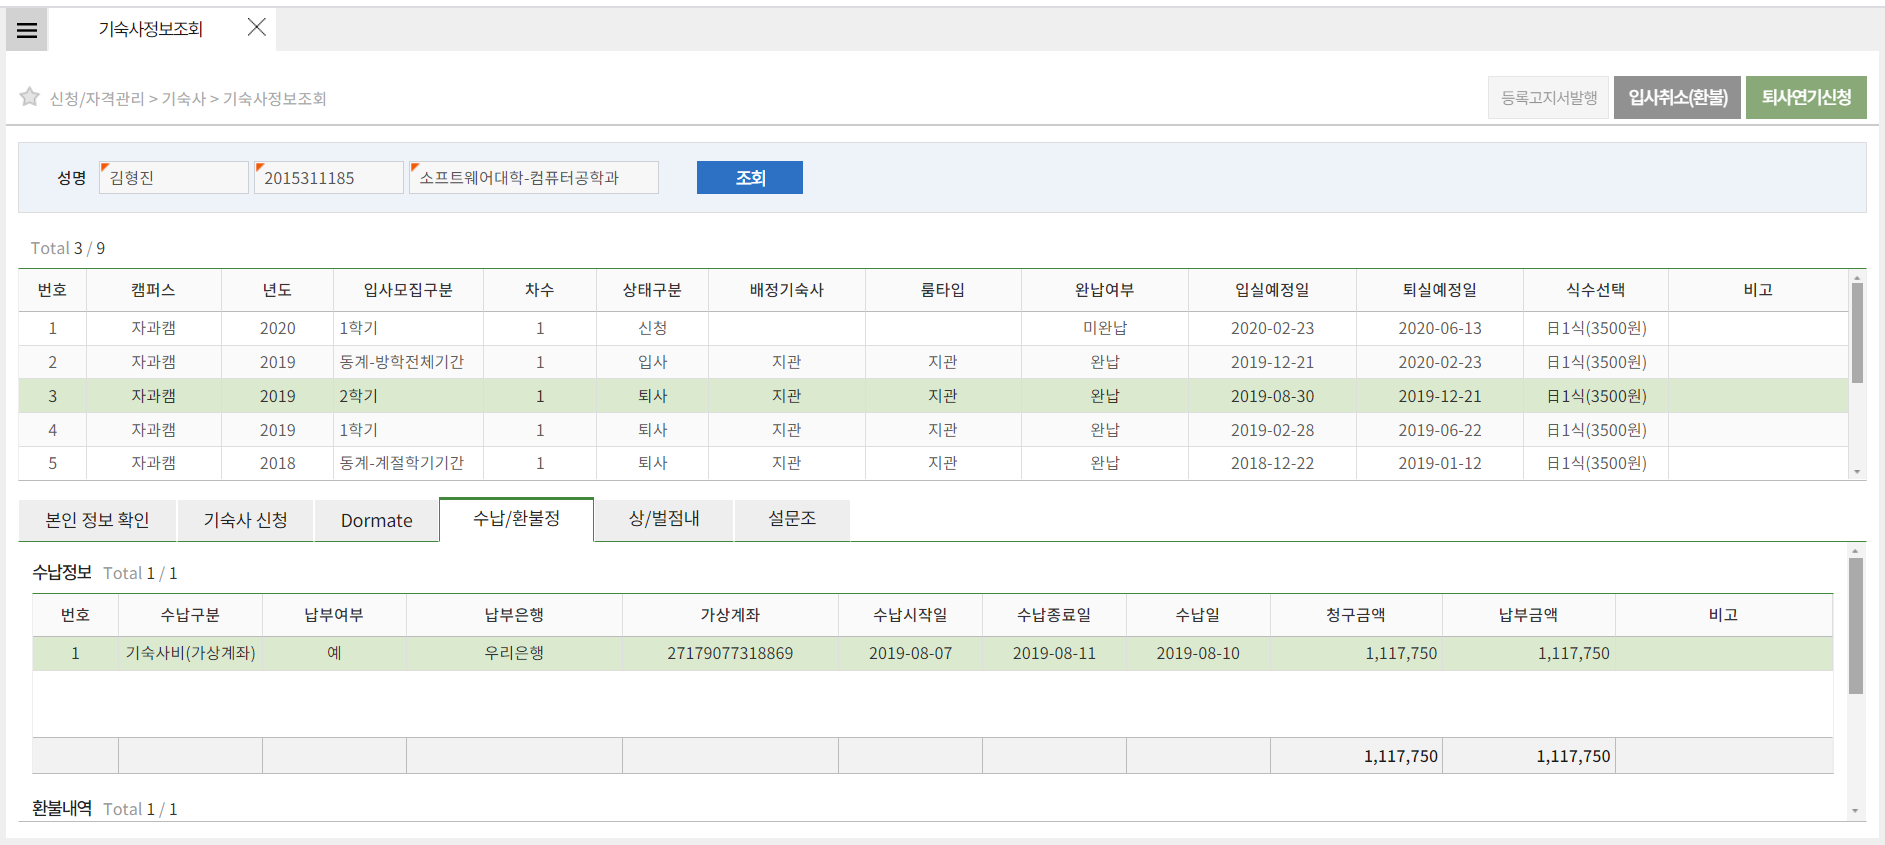 기숙사정보조회
신청/자격관리 > 기숙사 > 기숙사정보조회
등록고지서발행 입사취소(환불) 퇴사연기신청
성명 김형진 2015311185 소프트웨어대학-컴퓨터공학과 조회
Total 3 / 9
번호 캠퍼스 년도 입사모집구분 차수 상태구분 배정기숙사 룸타입 완납여부 입실예정일 퇴실예정일 식수선택 비고
1 자과캠 2020 1학기 1 신청 미완납 2020-02-23 2020-06-13 日1식(3500원)
2 자과캠 2019 동계-방학전체기간 1 입사 지관 지관 완납 2019-12-21 2020-02-23 日1식(3500원)
3 자과캠 2019 2학기 1 퇴사 지관 지관 완납 2019-08-30 2019-12-21 日1식(3500원)
4 자과캠 2019 1학기 1 퇴사 지관 지관 완납 2019-02-28 2019-06-22 日1식(3500원)
5 자과캠 2018 동계-계절학기기간 1 퇴사 지관 지관 완납 2018-12-22 2019-01-12 日1식(3500원)
본인 정보 확인 기숙사 신청 Dormate 수납/환불정 상/벌점내 설문조
수납정보 Total 1 / 1
번호 수납구분 납부여부 납부은행 가상계좌 수납시작일 수납종료일 수납일 청구금액 납부금액 비고
1 기숙사비(가상계좌) 예 우리은행 27179077318869 2019-08-07 2019-08-11 2019-08-10 1,117,750 1,117,750
1,117,750 1,117,750
환불내역 Total 1 / 1